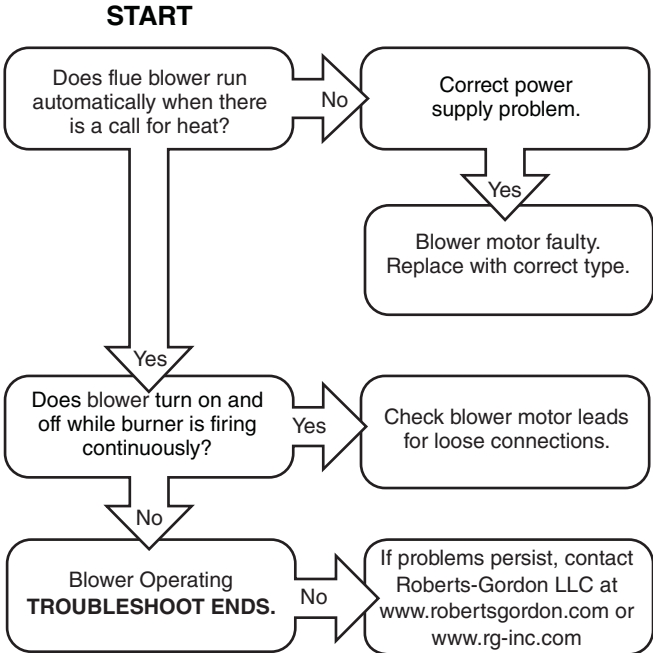 START
Does flue blower run
automatically when there
is a call for heat?
No
Correct power
supply problem.
Yes
Blower motor faulty.
Replace with correct type.
Yes
Does blower turn on and
off while burner is firing
continuously?
Yes
Check blower motor leads
for loose connections.
No
Blower Operating
TROUBLESHOOT ENDS.
No
If problems persist, contact
Roberts-Gordon LLC at
www.robertsgordon.com or
www.rg-inc.com